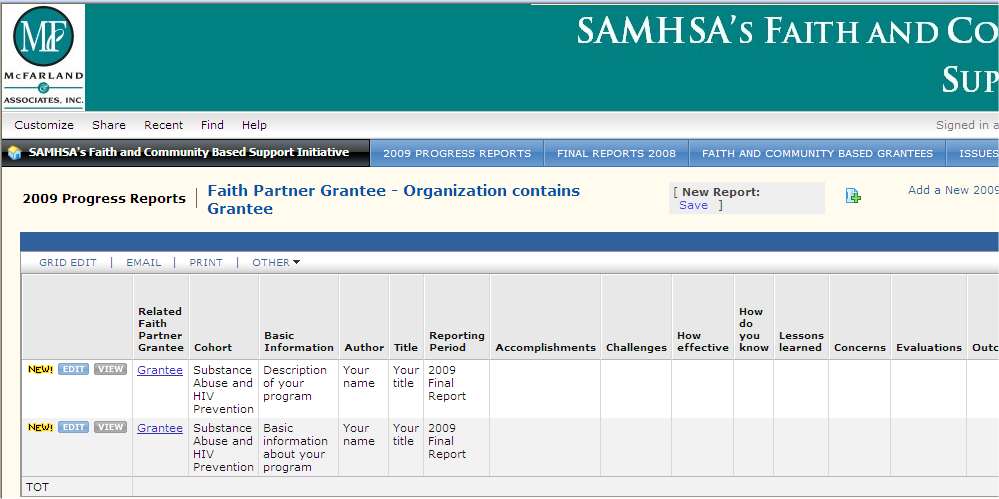 MF
McFARLAND
&
ASSOCIATES, INC.
SAMHSA'S FAITH AND CO
SUP
Customize Share Recent Find Help Signed in a
SAMHSA's Faith and Community Based Support Initiative 2009 PROGRESS REPORTS FINAL REPORTS 2008 FAITH AND COMMUNITY BASED GRANTEES ISSUES
2009 Progress Reports
Faith Partner Grantee - Organization contains
Grantee
[ New Report:
Save ]
Add a New 2009
GRID EDIT | EMAIL | PRINT | OTHER
Related
Faith
Partner
Grantee
Cohort
Basic
Information
Author
Title
Reporting
Period
Accomplishments
Challenges
How
effective
How
do
you
know
Lessons
learned
Concerns
Evaluations
Outc
NEW! EDIT VIEW
Grantee
Substance
Abuse and
HIV
Prevention
Description
of your
program
Your
name
Your
title
2009
Final
Report
NEW! EDIT VIEW
Grantee
Substance
Abuse and
HIV
Prevention
Basic
information
about your
program
Your
name
Your
title
2009
Final
Report
TOT